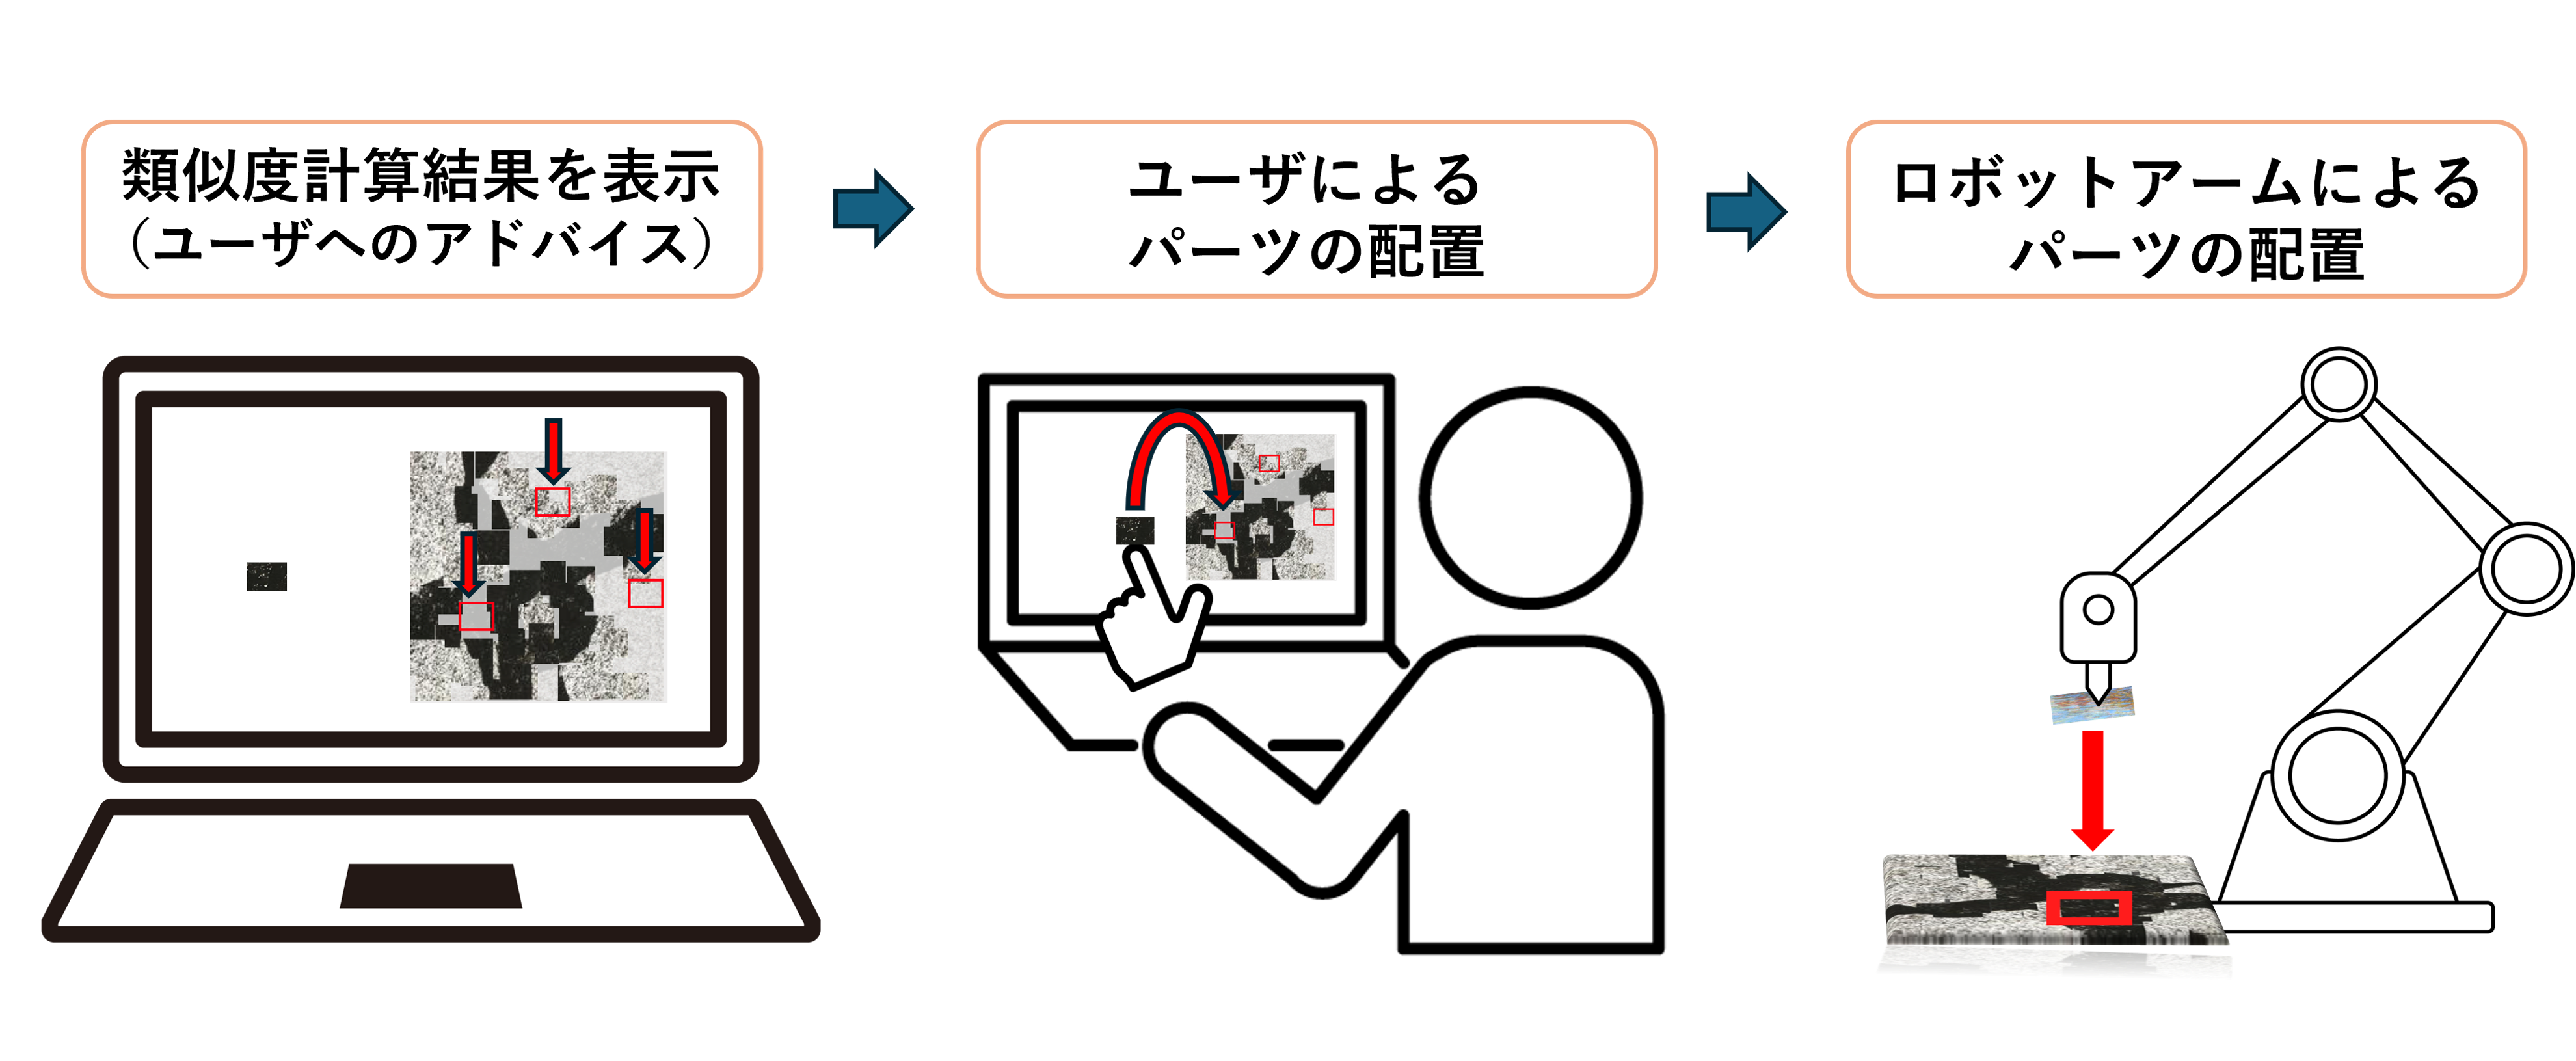 類似度計算結果を表示
（ユーザへのアドバイス）
ユーザによる
パーツの配置
ロボットアームによる
パーツの配置